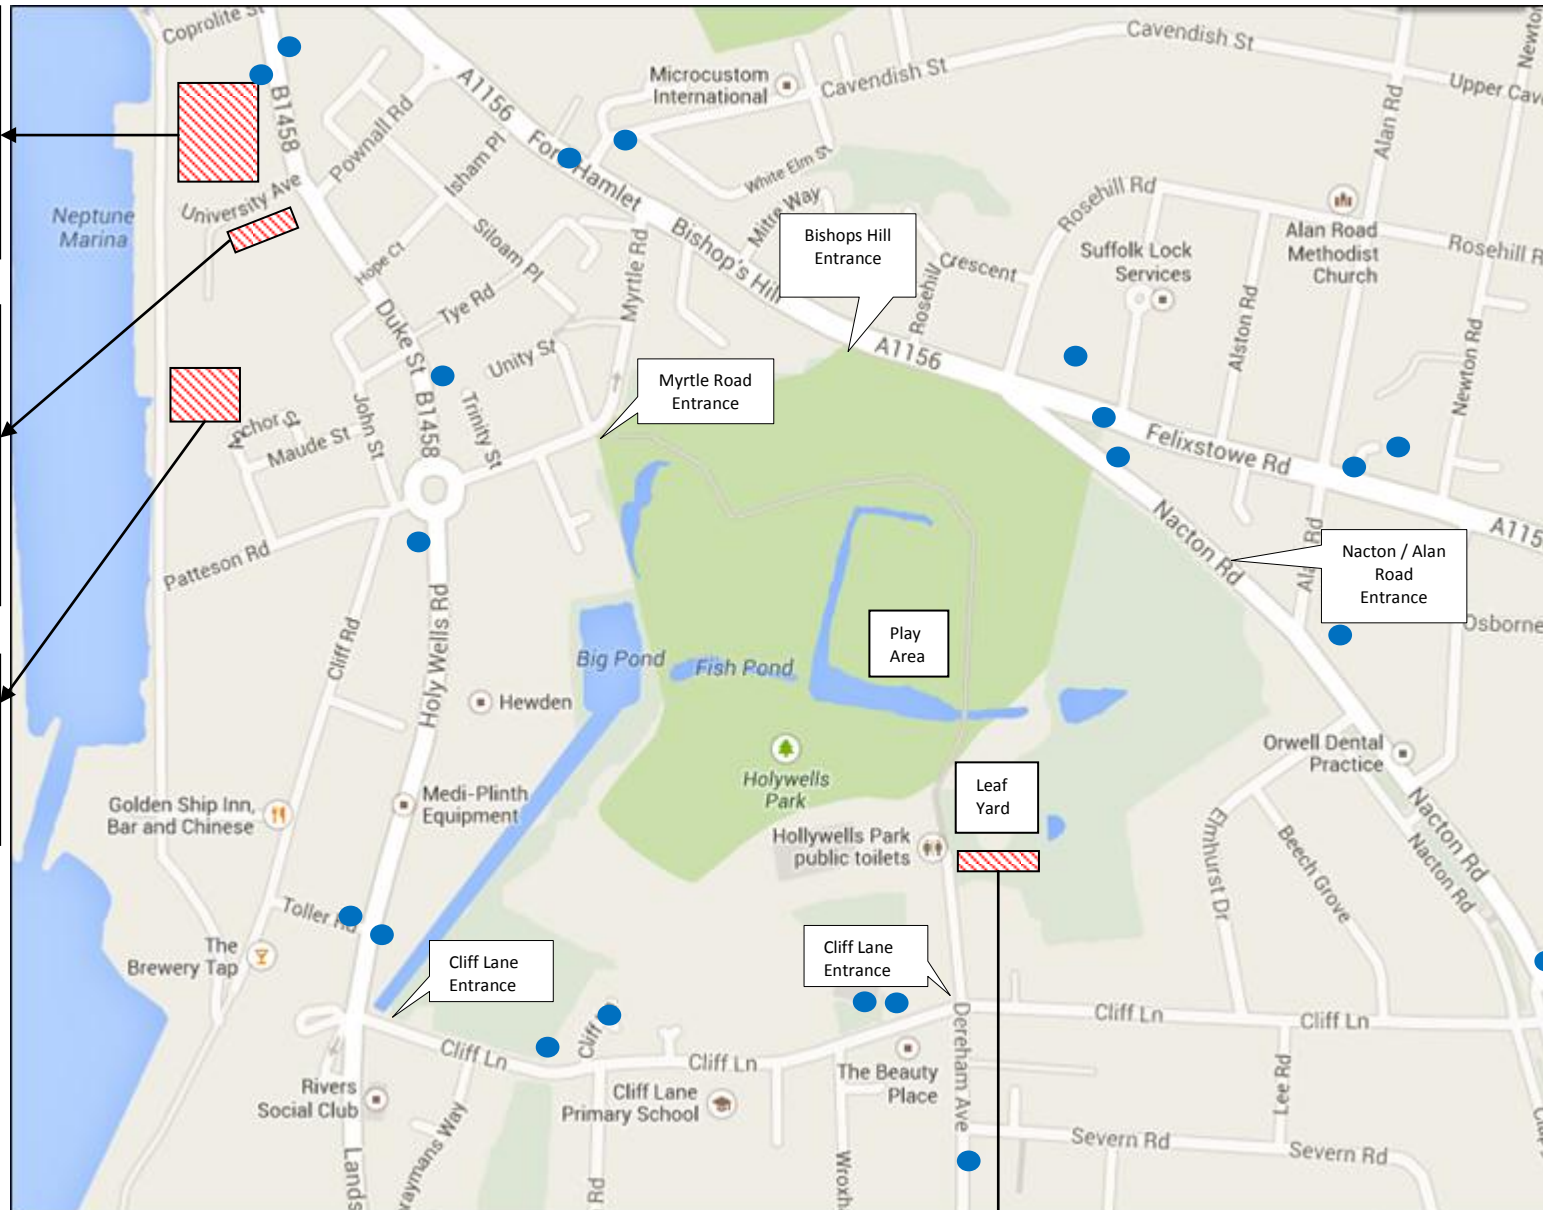 Coprolite St
B1458
A1156
Pownall Rd
Isham Pl
University Ave
Neptune
Marina
Hope Ct
Siloam Pl
Tye Rd
Duke St
B1458
Unity St
Trinity St
John St
Maude St
Patteson Rd
Cliff Rd
Holy Wells Rd
Microcustom
International
Cavendish St
Cavendish St
Upper Cav
Newton
Alan Rd
Hamlet
White Elm St
Mitre Way
Myrtle Rd
Bishop's Hill
Bishops Hill
Entrance
Rosehill
Crescent
Rosehill Rd
Suffolk Lock
Services
Alan Road
Methodist
Church
Rosehill R
Alston Rd
Newton Rd
A1156
Myrtle Road
Entrance
Felixstowe Rd
A115
Nacton Rd
Nacton / Alan
Road
Entrance
Osborne
Play
Area
Big Pond
Fish Pond
Hewden
Holywells
Park
Leaf
Yard
Orwell Dental
Practice
Golden Ship Inn,
Bar and Chinese
Medi-Plinth
Equipment
Hollywells Park
public toilets
Elmhurst Dr
Beech Grove
Nacton Rd
Nacton Rd
Toller Rd
The
Brewery Tap
Cliff Lane
Entrance
Cliff Lane
Entrance
Cliff Ln
Cliff Ln
Cliff Ln
Cliff Ln
Cliff
Dereham Ave
The Beauty
Place
Rivers
Social Club
Cliff Lane
Primary School
Lee Rd
Severn Rd
Severn Rd
Lands
raymans Way
Rd
Wroxh